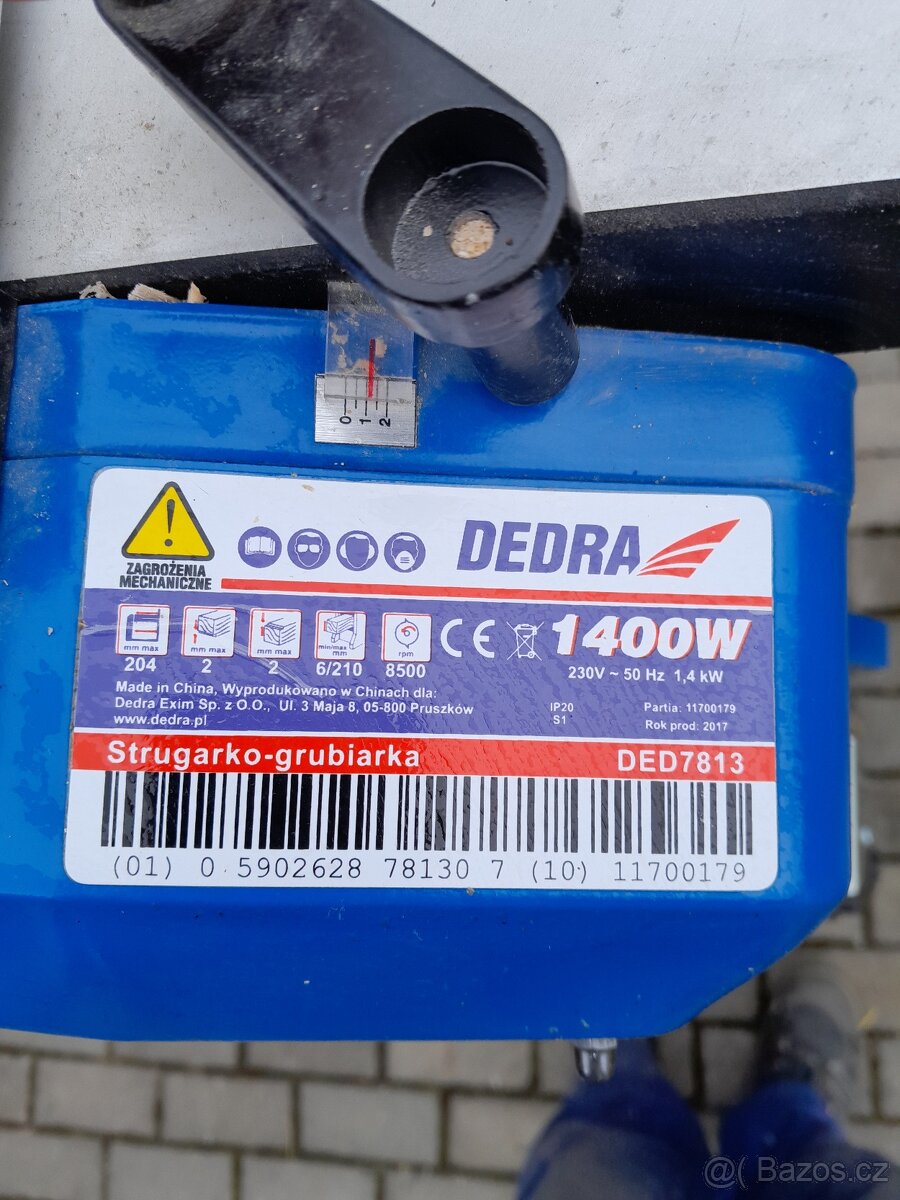 0 1 2
DEDRA
ZAGROŻENIA
MECHANICZNE
mm max mm max mm max min/max mm rpm
204 2 2 6/210 8500
CE 1400W
230V ~ 50 Hz 1,4 kW
Made in China, Wyprodukowano w Chinach dla:
Dedra Exim Sp. z O.O., Ul. 3 Maja 8, 05-800 Pruszków
www.dedra.pl
IP20
S1
Partia: 11700179
Rok prod: 2017
Strugarko-grubiarka DED7813
(01) 0 5902628 78130 7 (10) 11700179
@( Bazos.cz